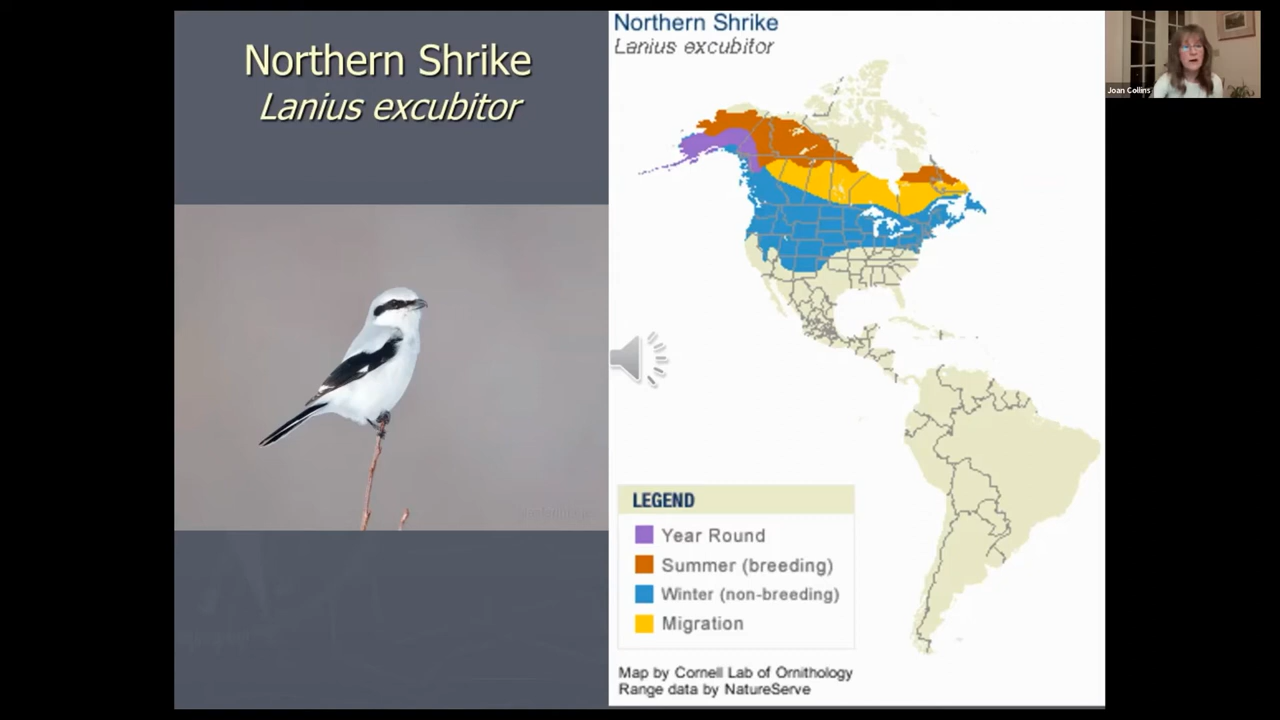 Northern Shrike
Lanius excubitor
Northern Shrike
Lanius excubitor
LEGEND
Year Round
Summer (breeding)
Winter (non-breeding)
Migration
Map by Cornell Lab of Ornithology
Range data by NatureServe
Joan Collins